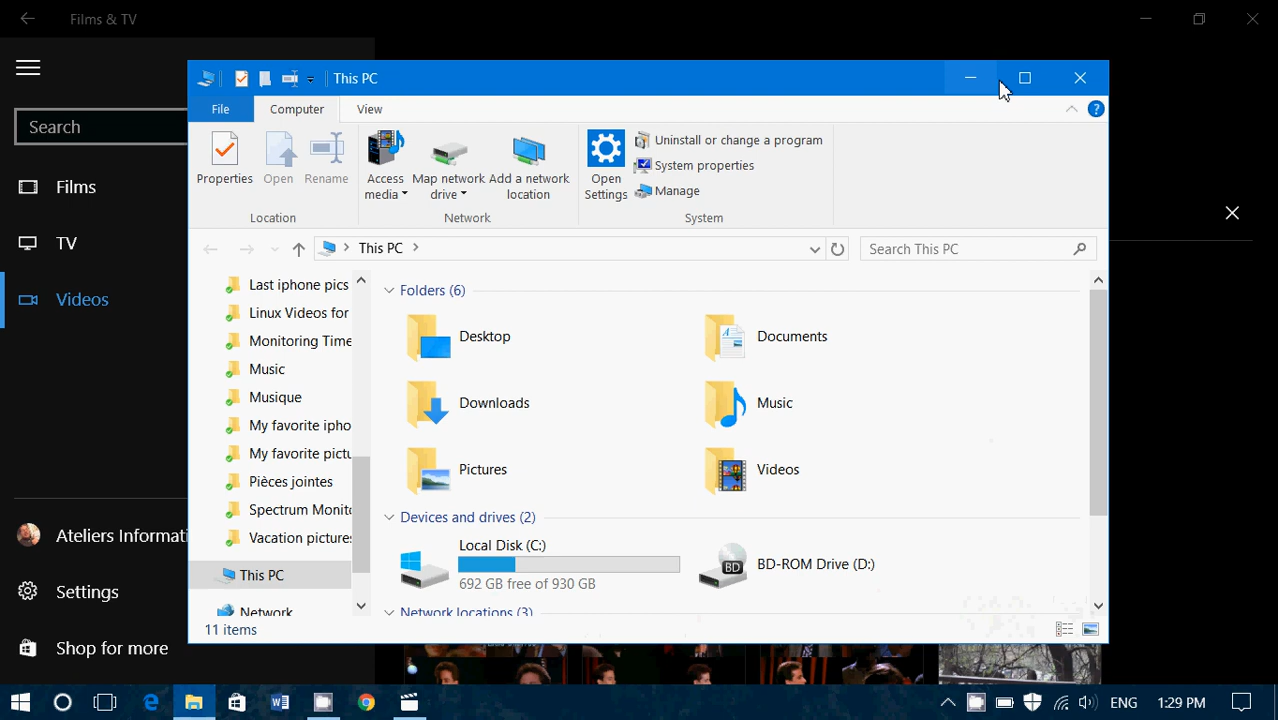 Films & TV
Search
Films
TV
Videos
Ateliers Informati
Settings
Shop for more
This PC
File
Computer
View
Properties
Open
Rename
Location
Access media
Map network drive
Add a network location
Network
Open Settings
Uninstall or change a program
System properties
Manage
System
This PC
Search This PC
Last iphone pics
Linux Videos for
Monitoring Time
Music
Musique
My favorite ipho
My favorite pictu
Pièces jointes
Spectrum Monito
Vacation pictures
This PC
Network
Folders (6)
Desktop
Documents
Downloads
Music
Pictures
Videos
Devices and drives (2)
Local Disk (C:)
692 GB free of 930 GB
BD
BD-ROM Drive (D:)
Network locations (3)
11 items
ENG
1:29 PM